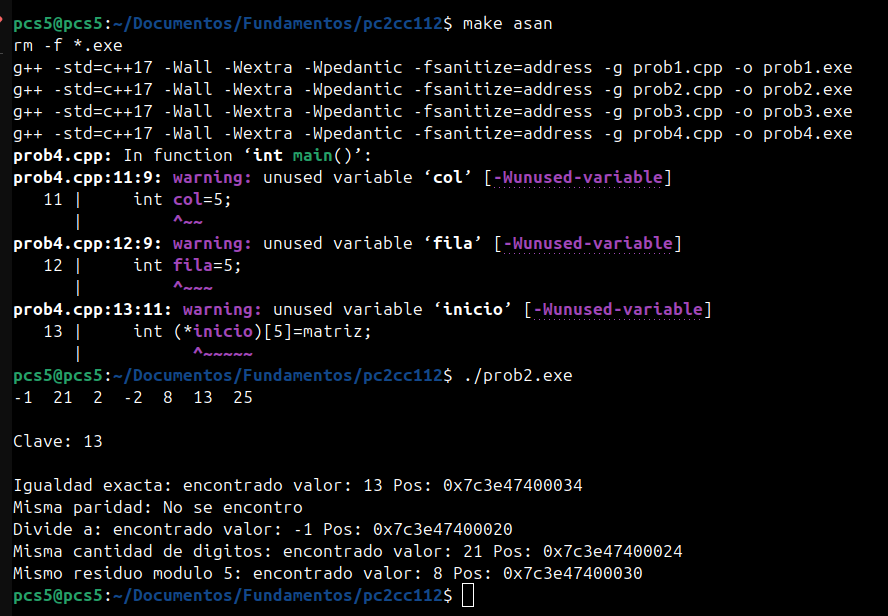 pcs5@pcs5:~/Documentos/Fundamentos/pc2cc112$ make asan
rm -f *.exe
g++ -std=c++17 -Wall -Wextra -Wpedantic -fsanitize=address -g prob1.cpp -o prob1.exe
g++ -std=c++17 -Wall -Wextra -Wpedantic -fsanitize=address -g prob2.cpp -o prob2.exe
g++ -std=c++17 -Wall -Wextra -Wpedantic -fsanitize=address -g prob3.cpp -o prob3.exe
g++ -std=c++17 -Wall -Wextra -Wpedantic -fsanitize=address -g prob4.cpp -o prob4.exe
prob4.cpp: In function ‘int main()’:
prob4.cpp:11:9: warning: unused variable ‘col’ [-Wunused-variable]
   11 |     int col=5;
      |         ^~~
prob4.cpp:12:9: warning: unused variable ‘fila’ [-Wunused-variable]
   12 |     int fila=5;
      |         ^~~~
prob4.cpp:13:11: warning: unused variable ‘inicio’ [-Wunused-variable]
   13 |     int (*inicio)[5]=matriz;
      |           ^~~~~~
pcs5@pcs5:~/Documentos/Fundamentos/pc2cc112$ ./prob2.exe
-1  21  2  -2  8  13  25
Clave: 13
Igualdad exacta: encontrado valor: 13 Pos: 0x7c3e47400034
Misma paridad: No se encontro
Divide a: encontrado valor: -1 Pos: 0x7c3e47400020
Misma cantidad de digitos: encontrado valor: 21 Pos: 0x7c3e47400024
Mismo residuo modulo 5: encontrado valor: 8 Pos: 0x7c3e47400030
pcs5@pcs5:~/Documentos/Fundamentos/pc2cc112$